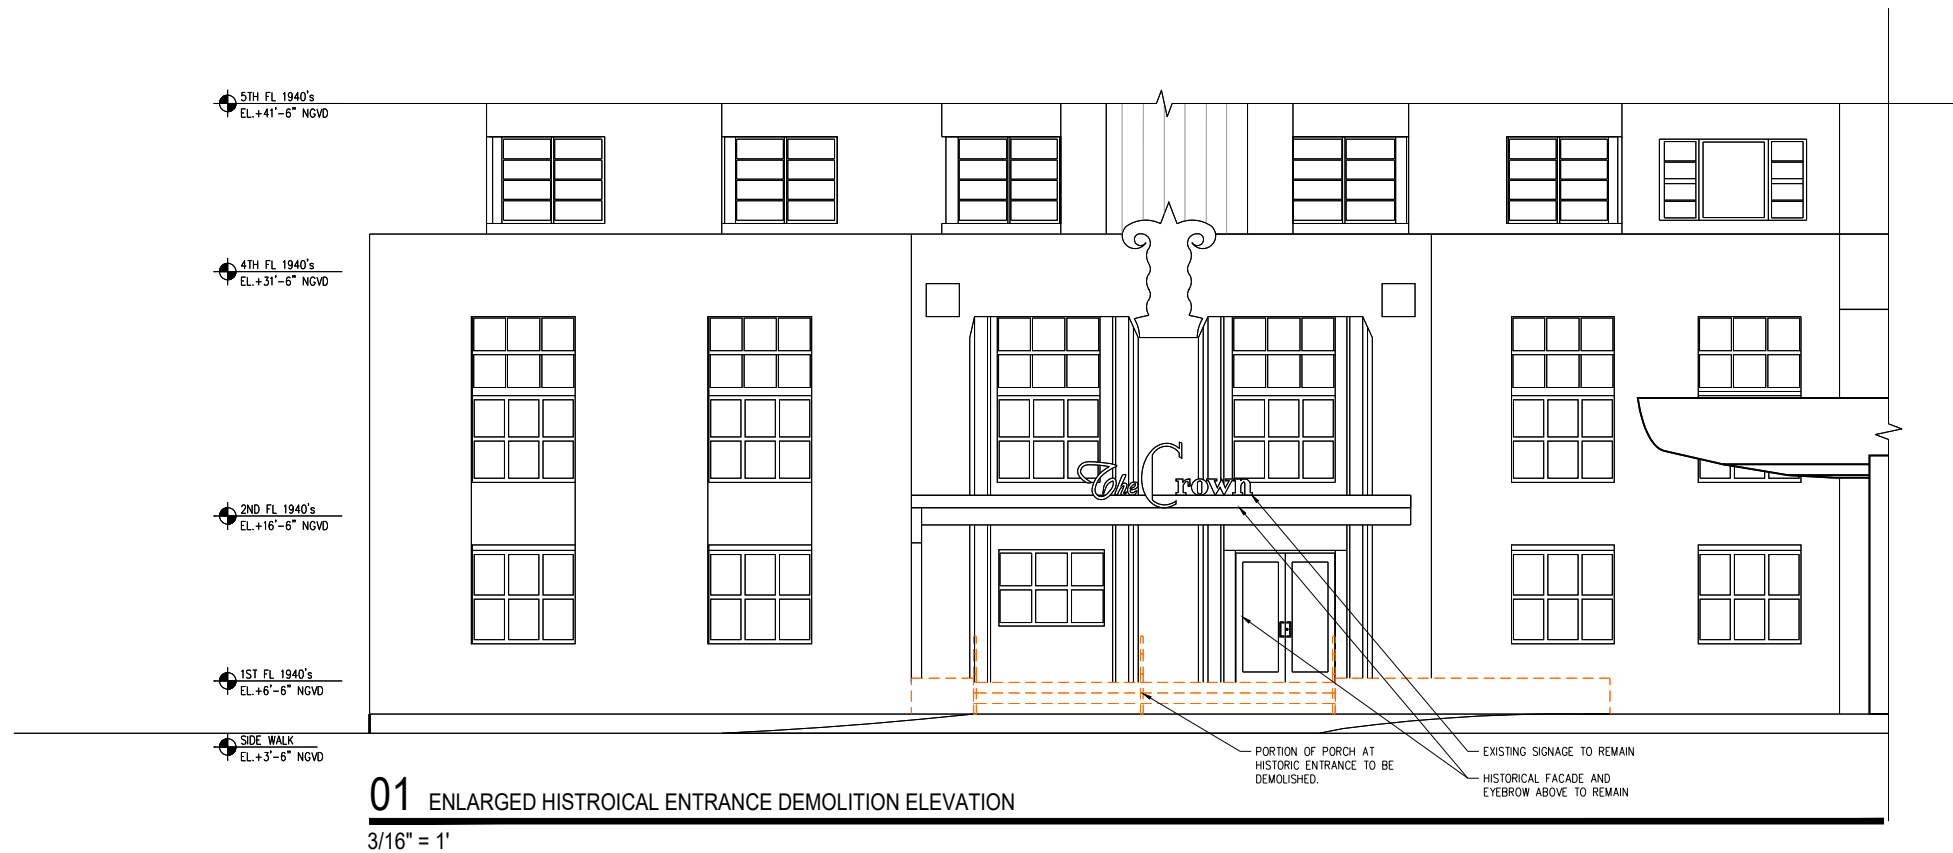 5TH FL 1940's
EL.+41'-6" NGVD
4TH FL 1940's
EL.+31'-6" NGVD
The Crown
2ND FL 1940's
EL.+16'-6" NGVD
1ST FL 1940's
EL.+6'-6" NGVD
SIDE WALK
EL.+3'-6" NGVD
PORTION OF PORCH AT
HISTORIC ENTRANCE TO BE
DEMOLISHED.
EXISTING SIGNAGE TO REMAIN
HISTORICAL FACADE AND
EYEBROW ABOVE TO REMAIN
01 ENLARGED HISTROICAL ENTRANCE DEMOLITION ELEVATION
3/16" = 1'